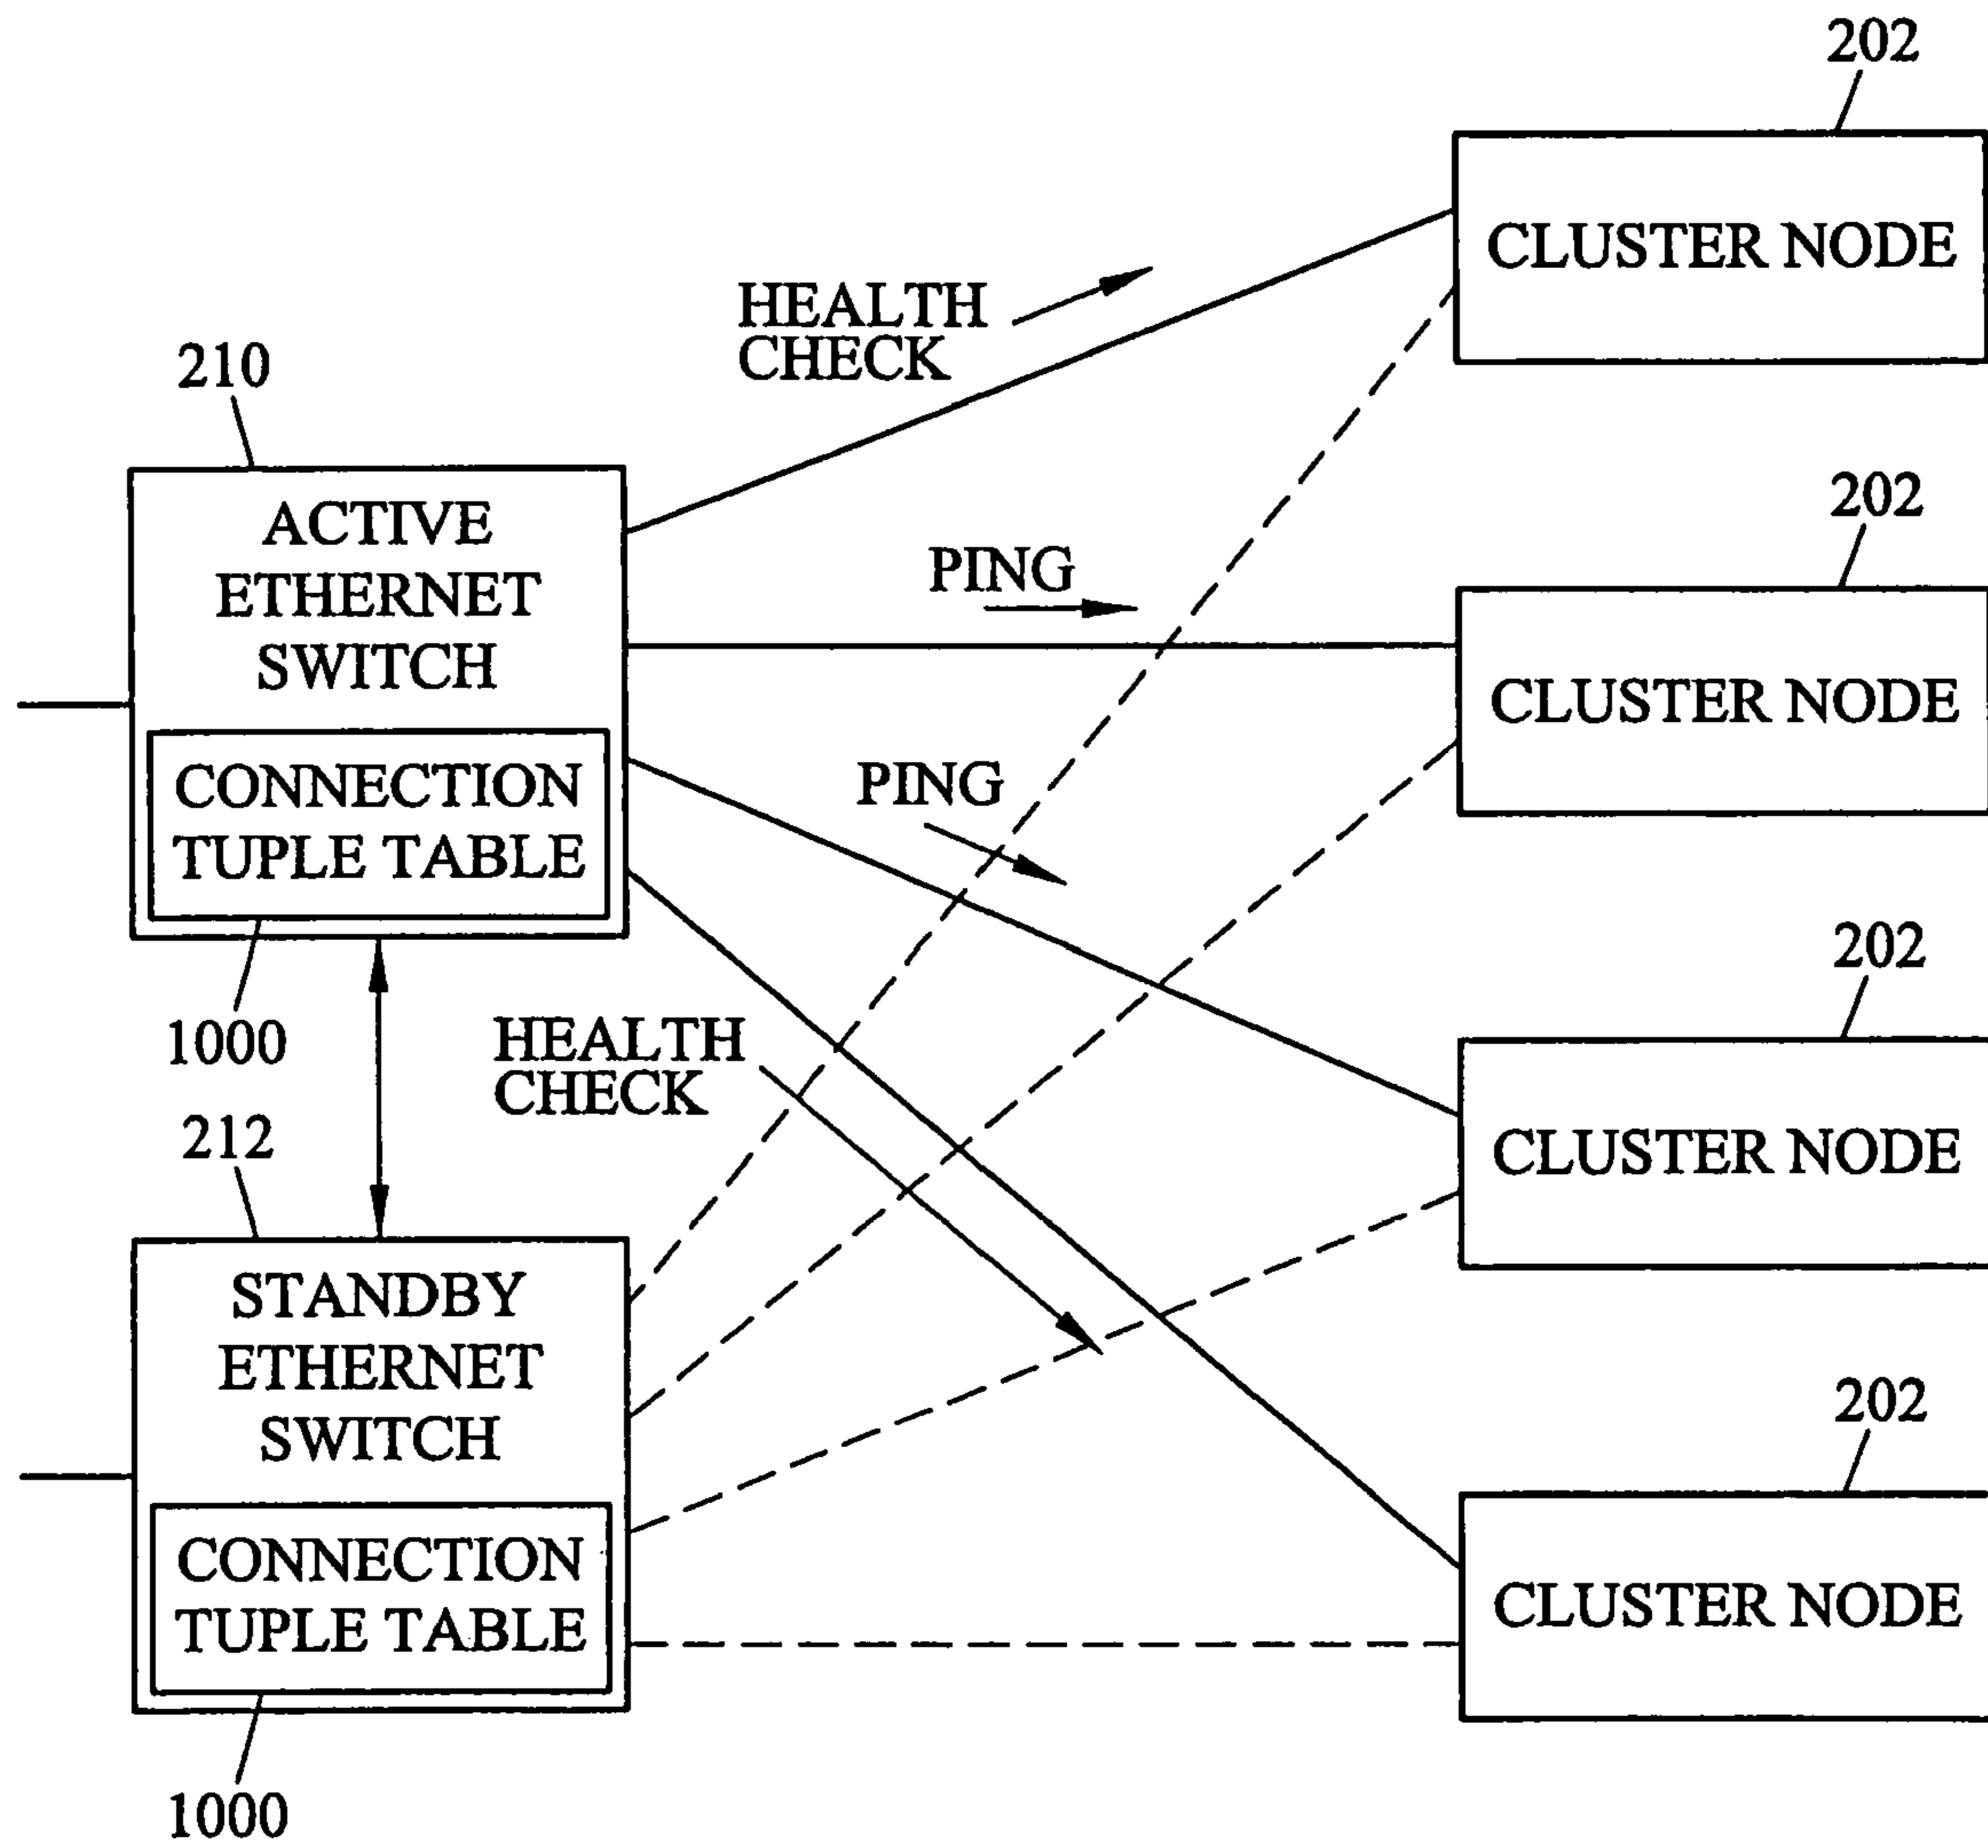 202
CLUSTER NODE
HEALTH
CHECK
210
ACTIVE
ETHERNET
SWITCH
CONNECTION
TUPLE TABLE
1000
PING
202
CLUSTER NODE
PING
202
CLUSTER NODE
HEALTH
CHECK
212
STANDBY
ETHERNET
SWITCH
CONNECTION
TUPLE TABLE
1000
202
CLUSTER NODE